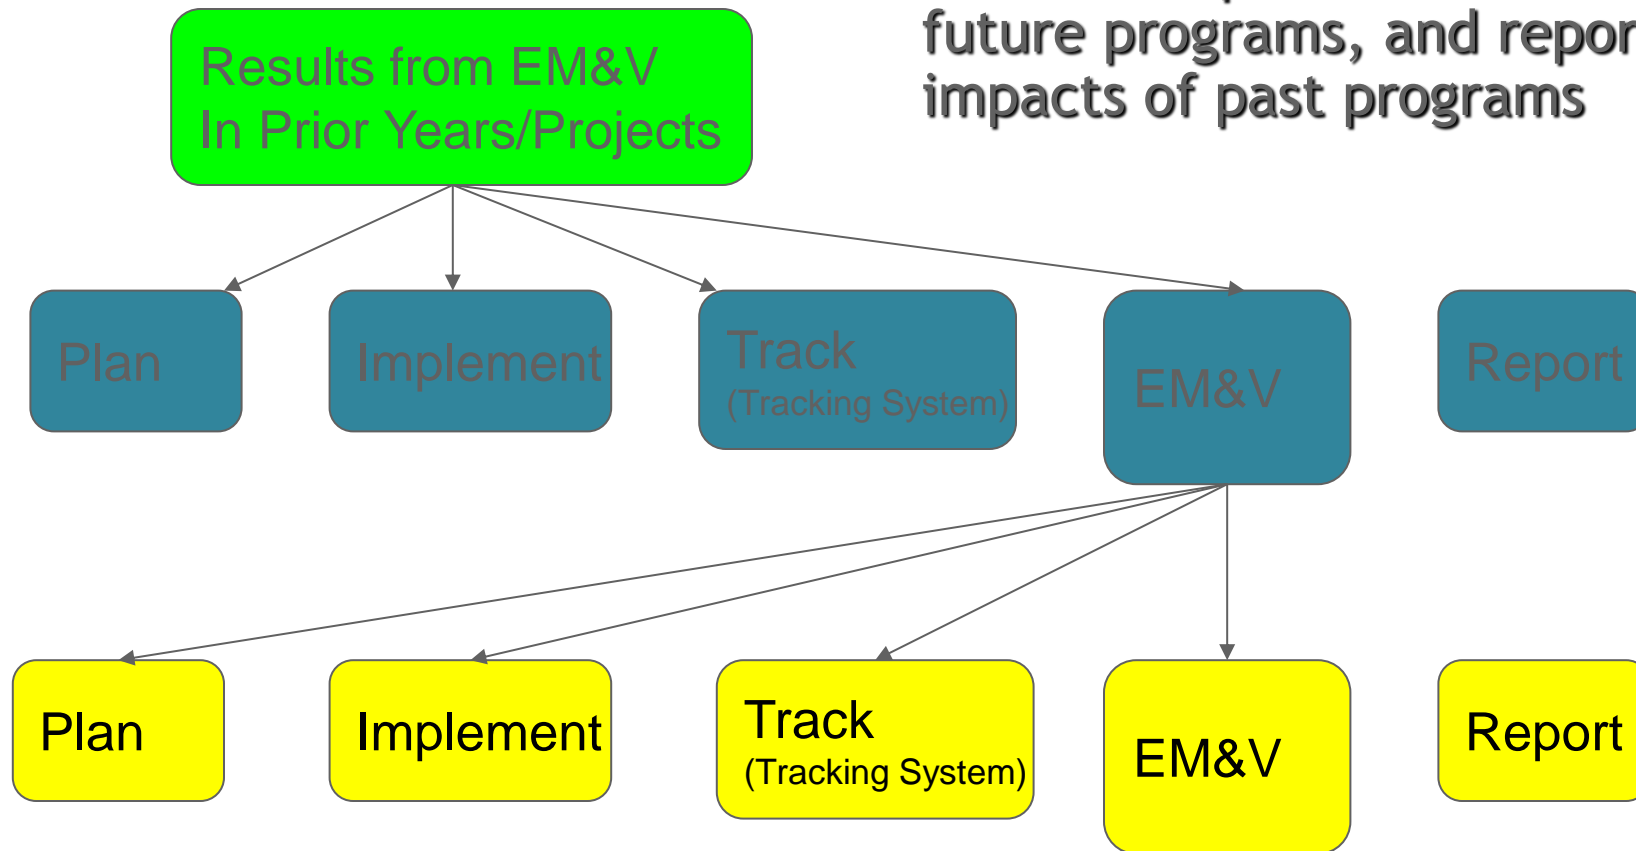 future programs, and repor
impacts of past programs
Results from EM&V
In Prior Years/Projects
Plan
Implement
Track
(Tracking System)
EM&V
Report
Plan
Implement
Track
(Tracking System)
EM&V
Report